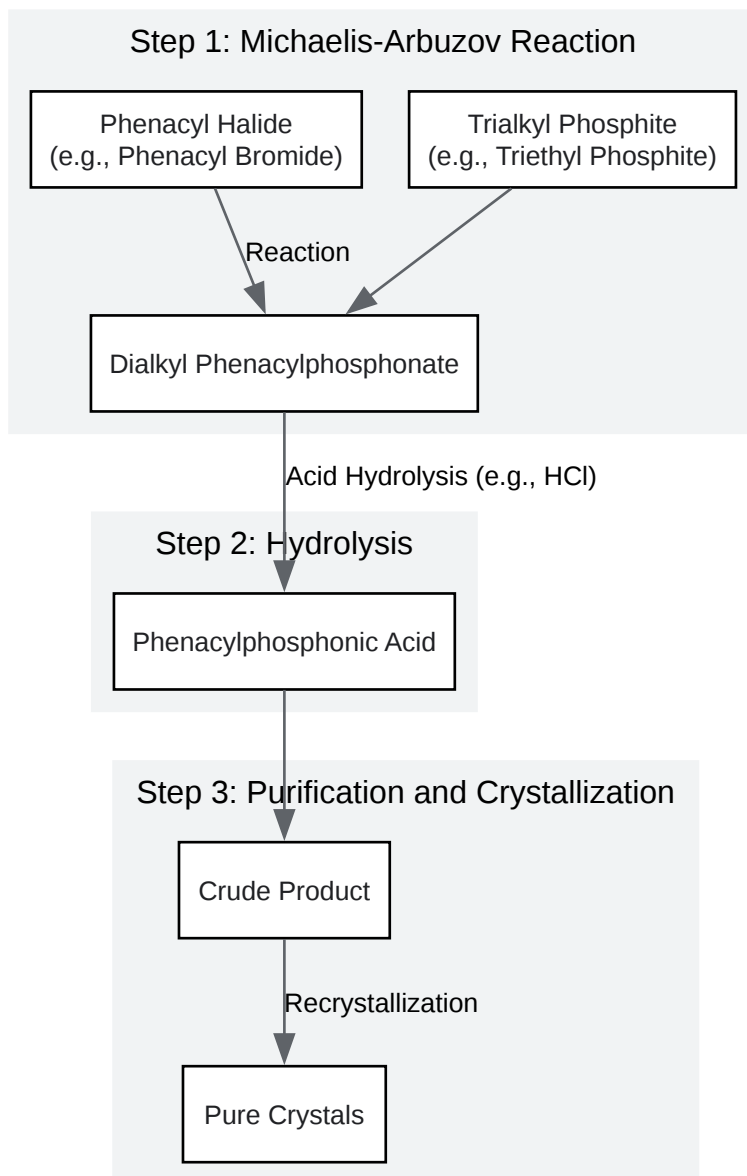 Step 1: Michaelis-Arbuzov Reaction
Phenacyl Halide
(e.g., Phenacyl Bromide)
Trialkyl Phosphite
(e.g., Triethyl Phosphite)
Reaction
Dialkyl Phenacylphosphonate
Acid Hydrolysis (e.g., HCl)
Step 2: Hydrolysis
Phenacylphosphonic Acid
Step 3: Purification and Crystallization
Crude Product
Recrystallization
Pure Crystals